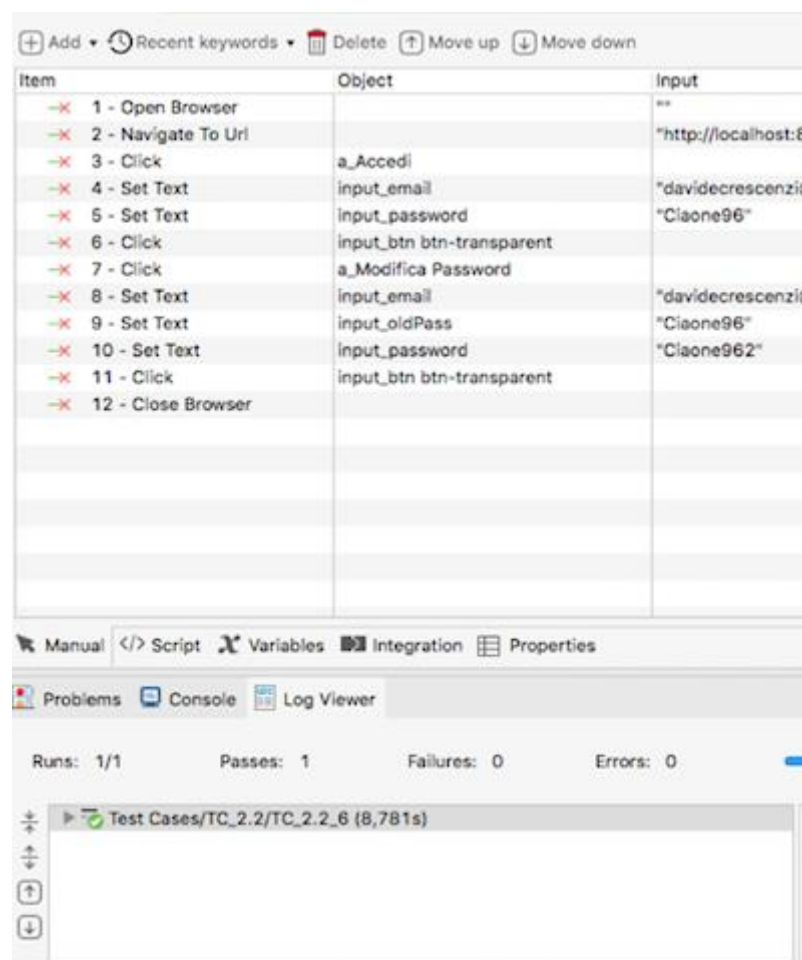 Add Recent keywords Delete Move up Move down
Item Object Input
1 - Open Browser ""
2 - Navigate To Url "http://localhost:8
3 - Click a_Accedi
4 - Set Text input_email "davidecrescenzi@
5 - Set Text input_password "Ciaone96"
6 - Click input_btn btn-transparent
7 - Click a_Modifica Password
8 - Set Text input_email "davidecrescenzi@
9 - Set Text input_oldPass "Ciaone96"
10 - Set Text input_password "Ciaone962"
11 - Click input_btn btn-transparent
12 - Close Browser
Manual </> Script Variables Integration Properties
Problems Console Log Viewer
Runs: 1/1 Passes: 1 Failures: 0 Errors: 0
Test Cases/TC_2.2/TC_2.2_6 (8,781s)